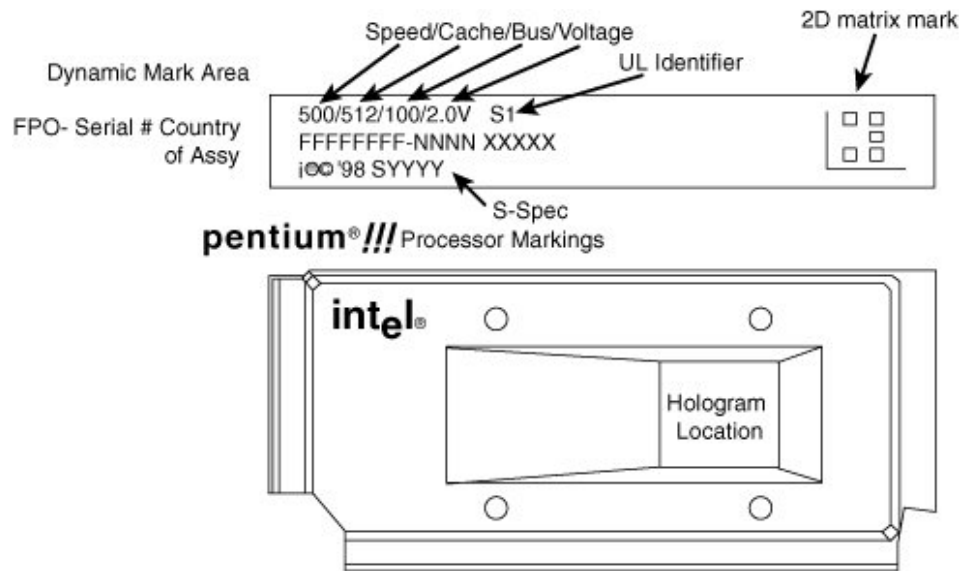 Speed/Cache/Bus/Voltage
2D matrix mark
UL Identifier
Dynamic Mark Area
500/512/100/2.0V S1
FPO- Serial # Country
of Assy
FFFFFFFF-NNNN XXXXX
i®© '98 SYYYY
S-Spec
pentium® !!! Processor Markings
intel®
Hologram
Location